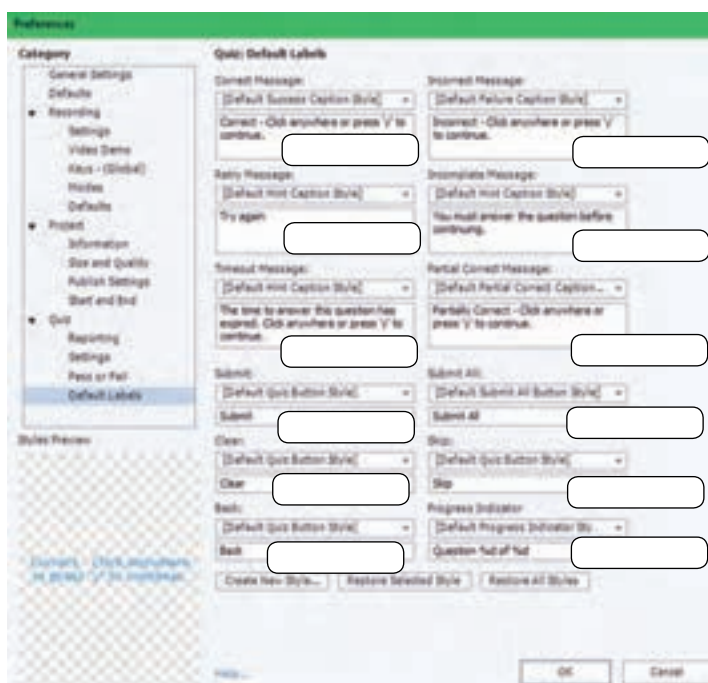 Preferences
Category
General Settings
Defaults
Recording
Settings
Video Demo
Keys - (Global)
Modes
Defaults
Project
Information
Size and Quality
Publish Settings
Start and End
Quiz
Reporting
Settings
Pass or Fail
Default Labels
Styles Preview
Correct - Click anywhere
or press 'y' to continue.
Quiz: Default Labels
Correct Message:
[Default Success Caption Style]
Correct - Click anywhere or press 'y' to
continue.
Incorrect Message:
[Default Failure Caption Style]
Incorrect - Click anywhere or press 'y'
to continue.
Retry Message:
[Default Hint Caption Style]
Try again
Incomplete Message:
[Default Hint Caption Style]
You must answer the question before
continuing.
Timeout Message:
[Default Hint Caption Style]
The time to answer this question has
expired. Click anywhere or press 'y' to
continue.
Partial Correct Message:
[Default Partial Correct Caption...
Partially Correct - Click anywhere or
press 'y' to continue.
Submit:
[Default Quiz Button Style]
Submit
Submit All:
[Default Submit All Button Style]
Submit All
Clear:
[Default Quiz Button Style]
Clear
Skip:
[Default Quiz Button Style]
Skip
Back:
[Default Quiz Button Style]
Back
Progress Indicator
[Default Progress Indicator Sty...
Question %d of %d
Create New Style...
Restore Selected Style
Restore All Styles
Help...
OK
Cancel